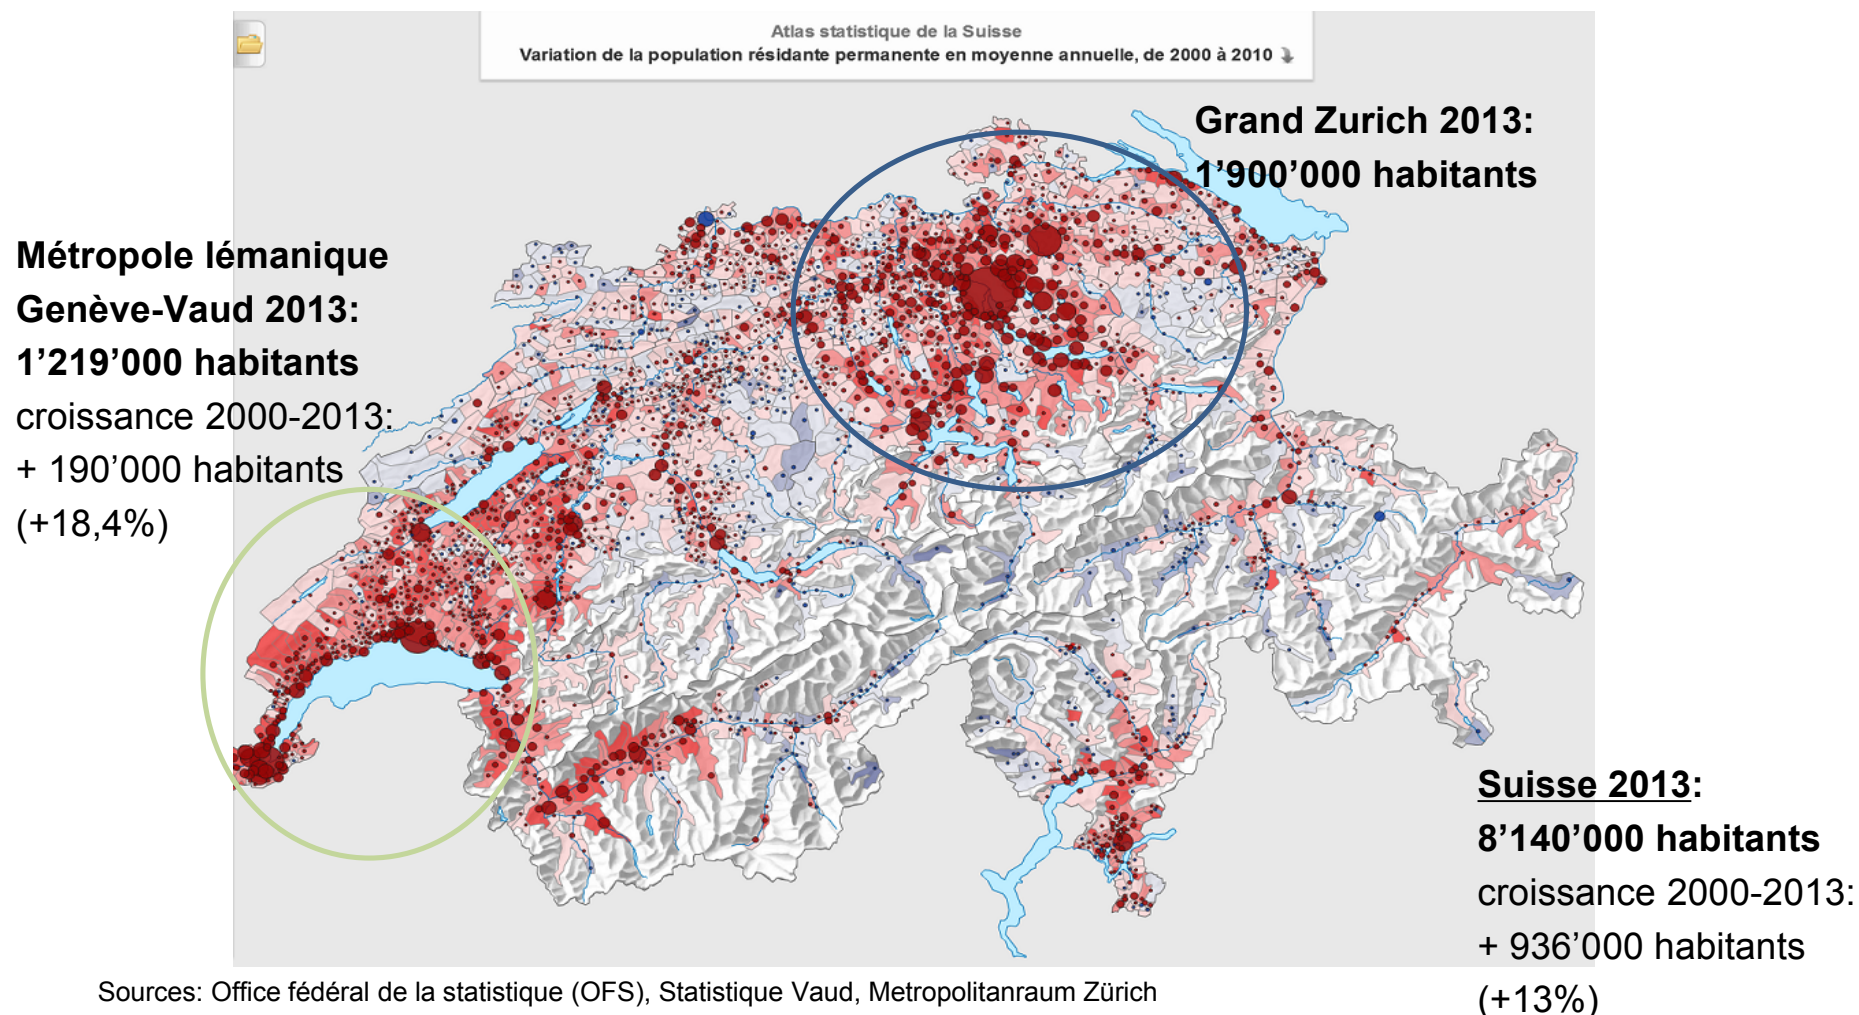 Atlas statistique de la Suisse
Variation de la population résidante permanente en moyenne annuelle, de 2000 à 2010
Grand Zurich 2013:
1’900’000 habitants
Métropole lémanique
Genève-Vaud 2013:
1’219’000 habitants
croissance 2000-2013:
+ 190’000 habitants
(+18,4%)
Suisse 2013:
8’140’000 habitants
croissance 2000-2013:
+ 936’000 habitants
(+13%)
Sources: Office fédéral de la statistique (OFS), Statistique Vaud, Metropolitanraum Zürich